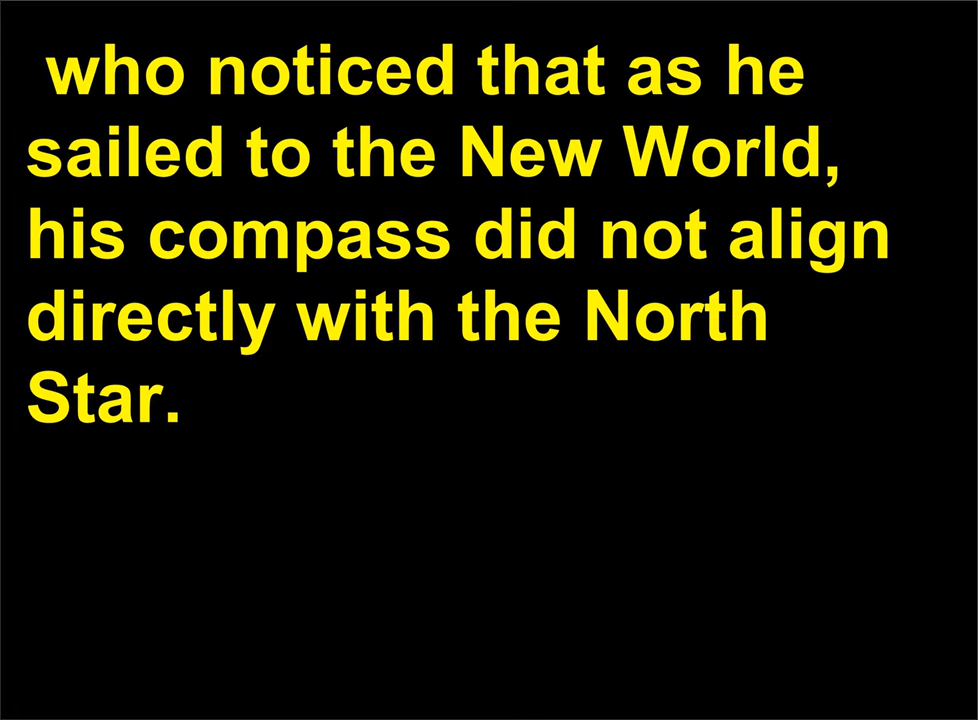 who noticed that as he
sailed to the New World,
his compass did not align
directly with the North
Star.